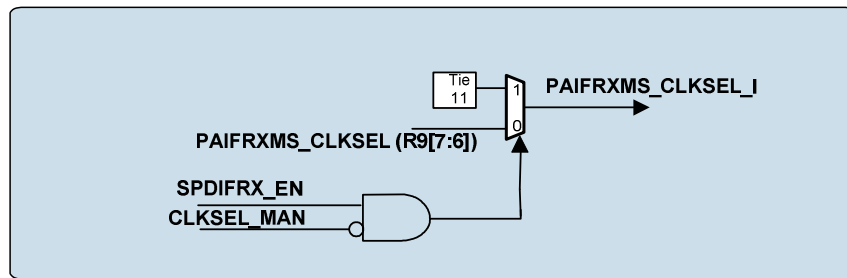 Tie
11
1
PAIFRXMS_CLKSEL_I
0
PAIFRXMS_CLKSEL (R9[7:6])
SPDIFRX_EN
CLKSEL_MAN